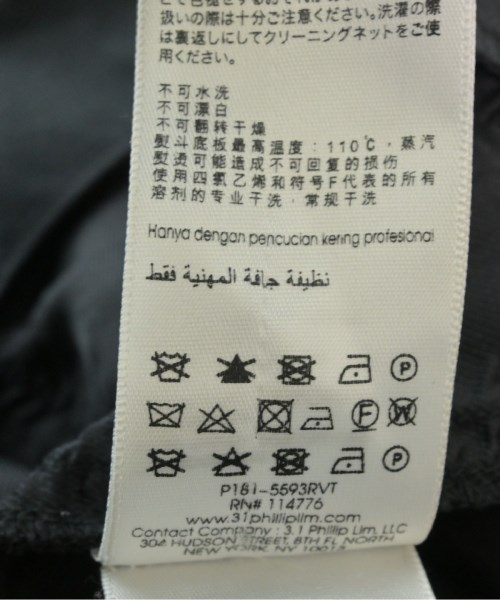 扱いの際は十分ご注意ください。洗濯の際
は裏返しにしてクリーニングネットをご使
用ください。
不可水洗
不可漂白
不可翻转干燥
熨斗底板最高温度：110℃，蒸汽
熨烫可能造成不可回复的损伤
使用四氯乙烯和符号F代表的所有
溶剂的专业干洗，常规干洗
Hanya dengan pencucian kering profesional
نظيفة جافة المهنية فقط
P
F W
P
P181-5593RVT
RN# 114776
www.31philliplim.com
Contact Company : 3.1 Phillip Lim, LLC
304 HUDSON STREET, 8TH FL NORTH
NEW YORK, NY 10013